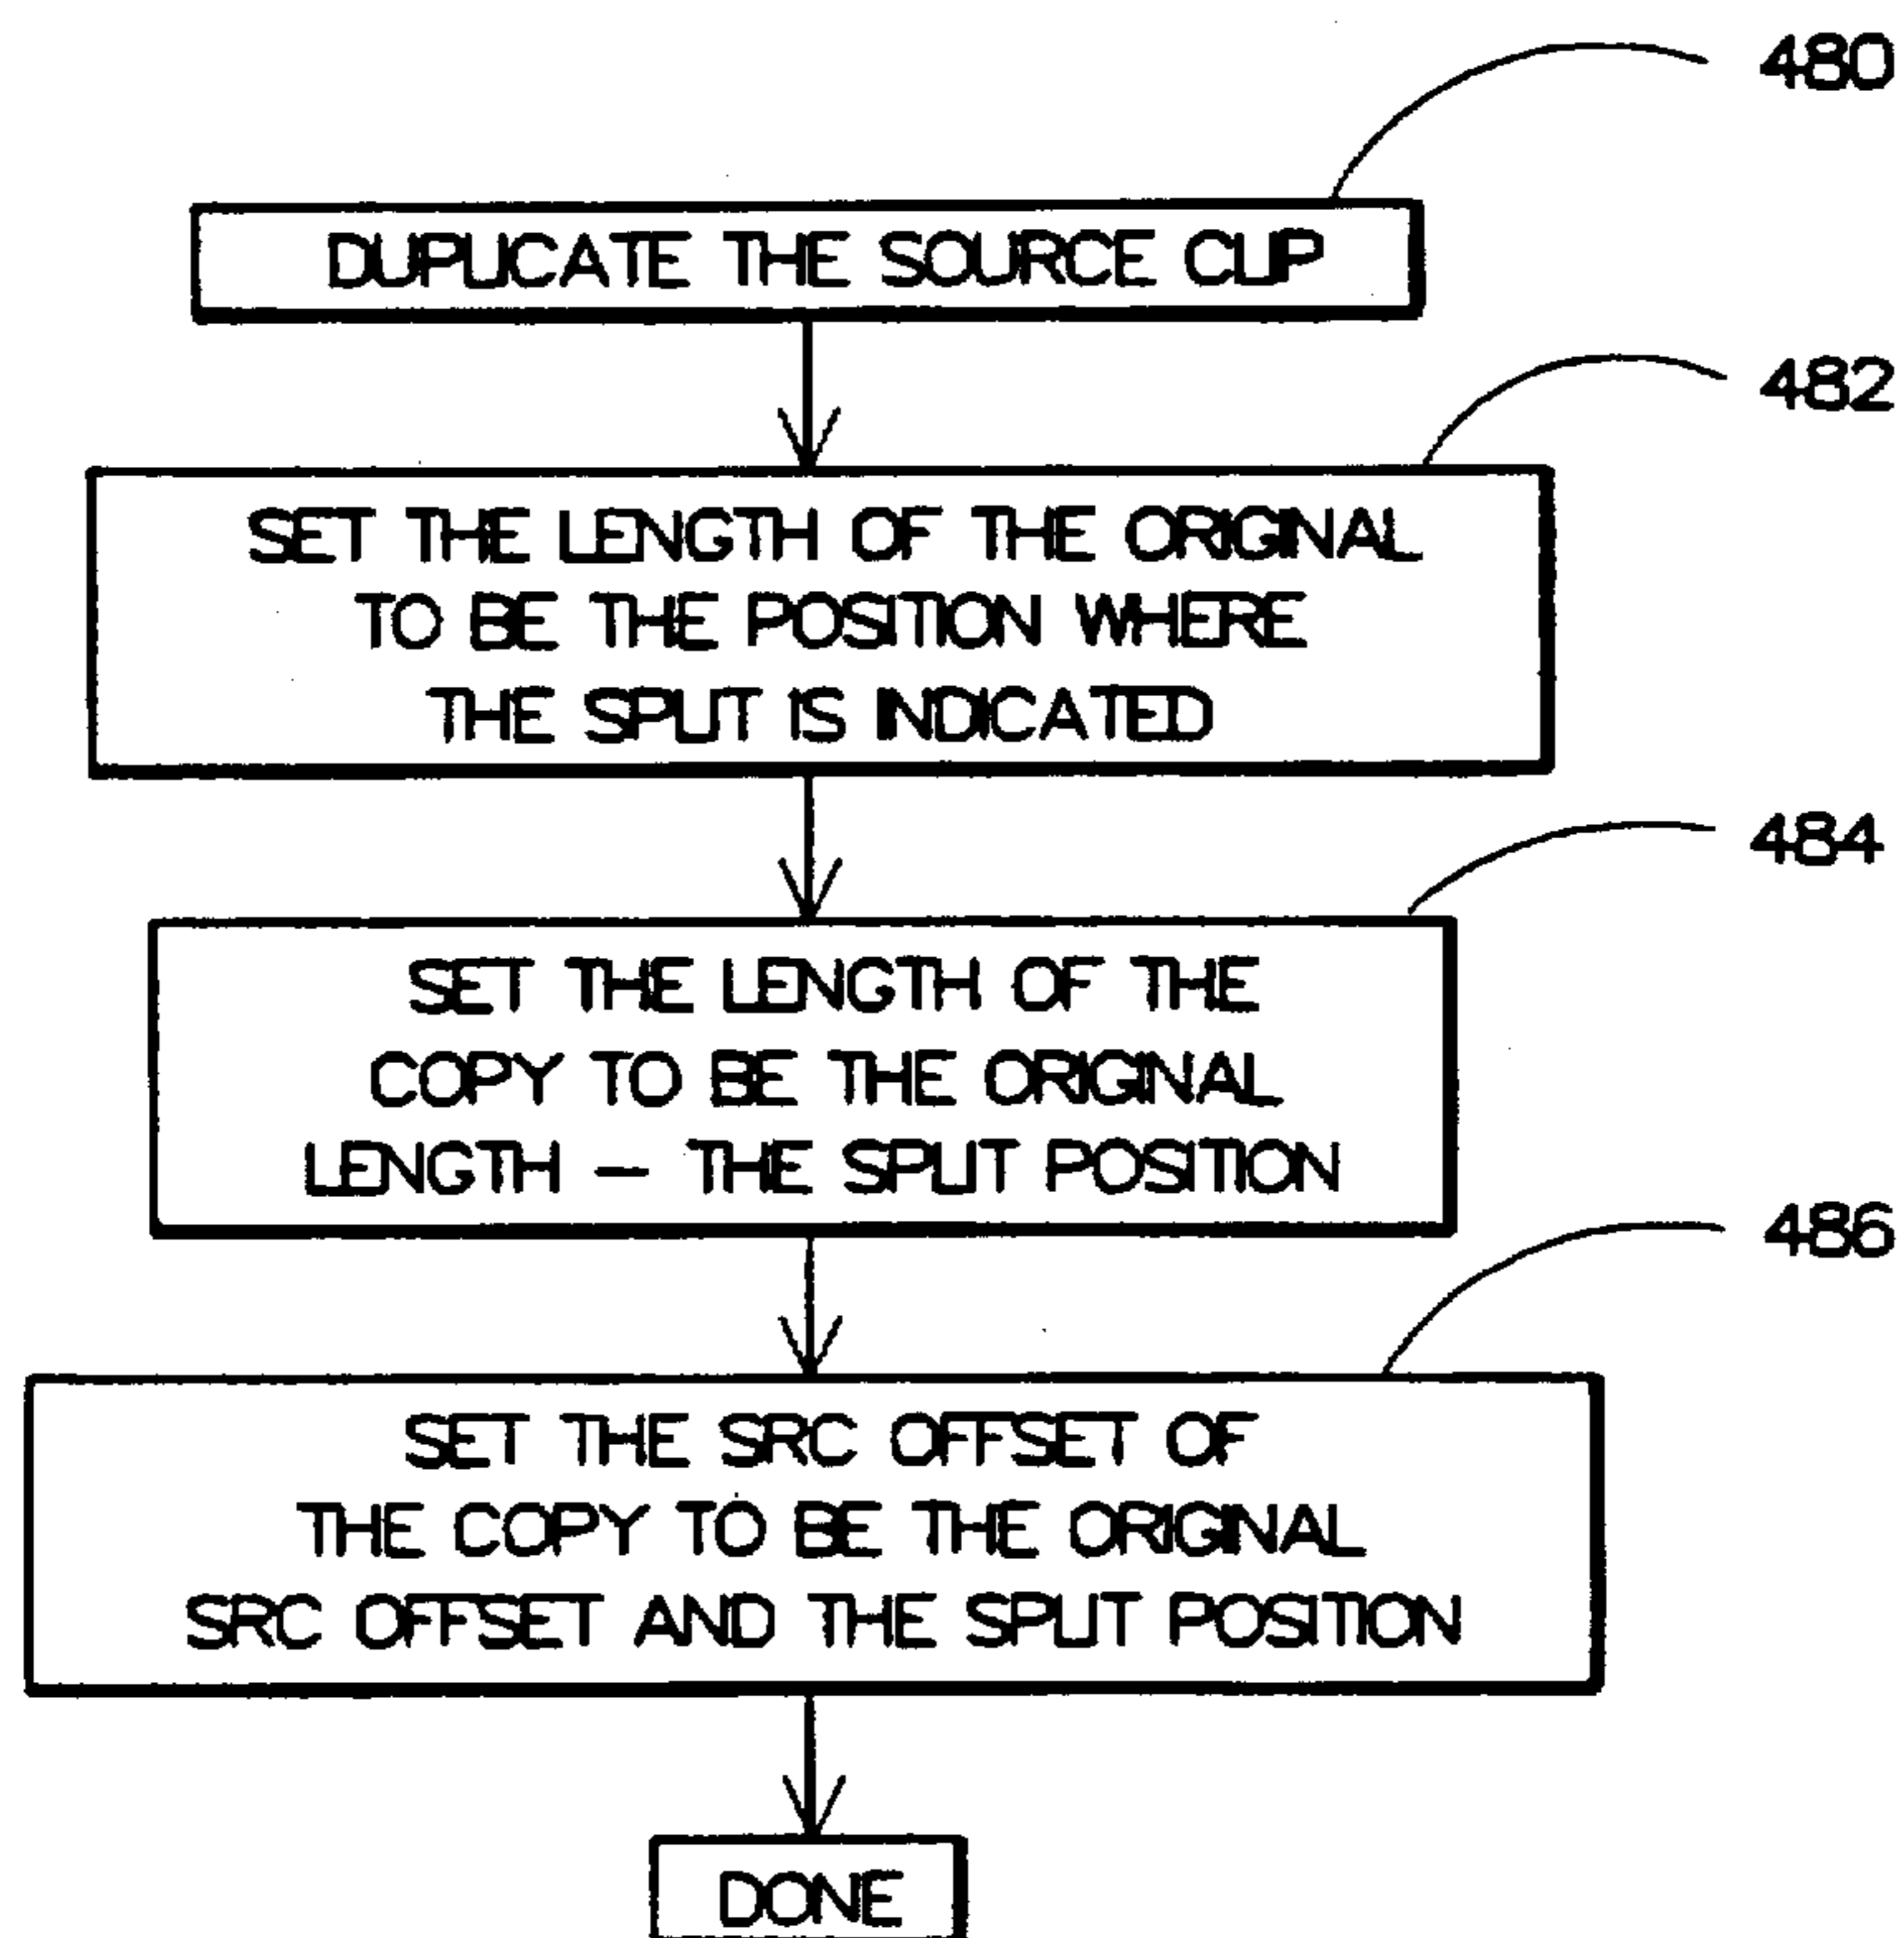 480
DUPLICATE THE SOURCE CLIP
482
SET THE LENGTH OF THE ORIGINAL
TO BE THE POSITION WHERE
THE SPLIT IS INDICATED
484
SET THE LENGTH OF THE
COPY TO BE THE ORIGINAL
LENGTH – THE SPLIT POSITION
486
SET THE SRC OFFSET OF
THE COPY TO BE THE ORIGINAL
SRC OFFSET AND THE SPLIT POSITION
DONE